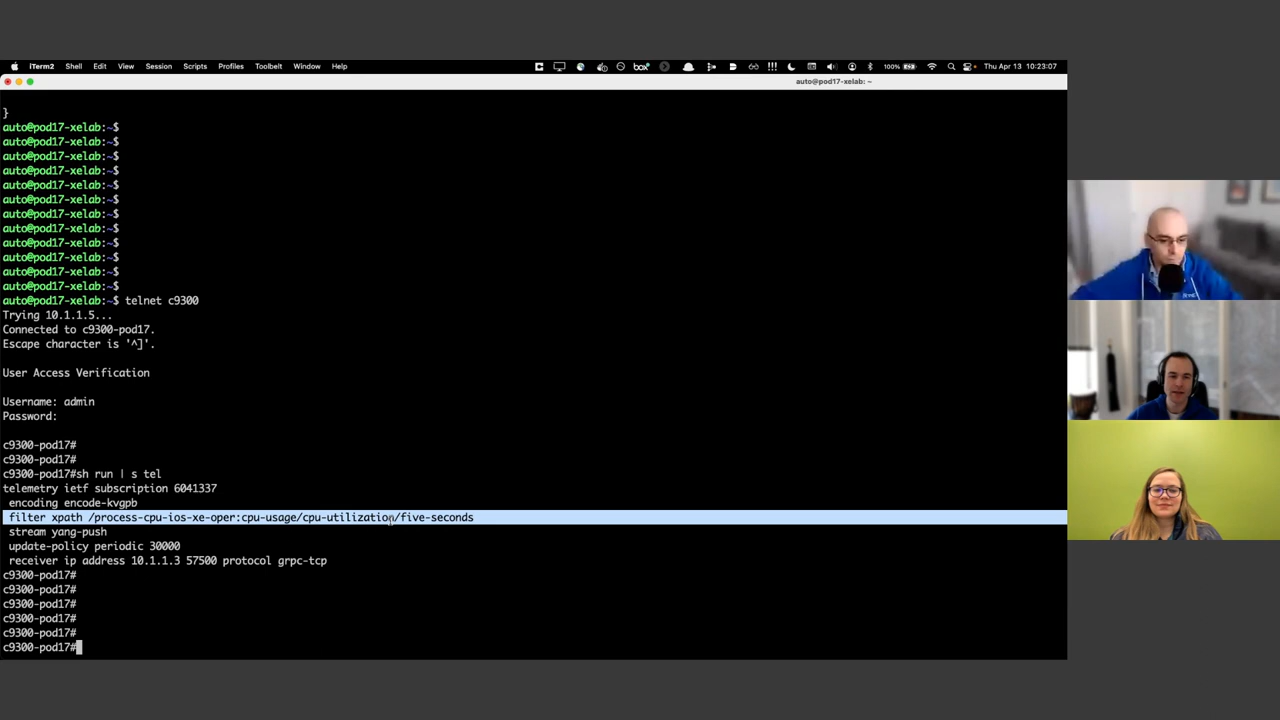 iTerm2 Shell Edit View Session Scripts Profiles Toolbelt Window Help box 100% Thu Apr 13 10:23:07
auto@pod17-xelab: ~
}
auto@pod17-xelab:~$
auto@pod17-xelab:~$
auto@pod17-xelab:~$
auto@pod17-xelab:~$
auto@pod17-xelab:~$
auto@pod17-xelab:~$
auto@pod17-xelab:~$
auto@pod17-xelab:~$
auto@pod17-xelab:~$
auto@pod17-xelab:~$
auto@pod17-xelab:~$
auto@pod17-xelab:~$
auto@pod17-xelab:~$ telnet c9300
Trying 10.1.1.5...
Connected to c9300-pod17.
Escape character is '^]'.
User Access Verification
Username: admin
Password:
c9300-pod17#
c9300-pod17#
c9300-pod17#sh run | s tel
telemetry ietf subscription 6041337
encoding encode-kvgpb
filter xpath /process-cpu-ios-xe-oper:cpu-usage/cpu-utilization/five-seconds
stream yang-push
update-policy periodic 30000
receiver ip address 10.1.1.3 57500 protocol grpc-tcp
c9300-pod17#
c9300-pod17#
c9300-pod17#
c9300-pod17#
c9300-pod17#
c9300-pod17#